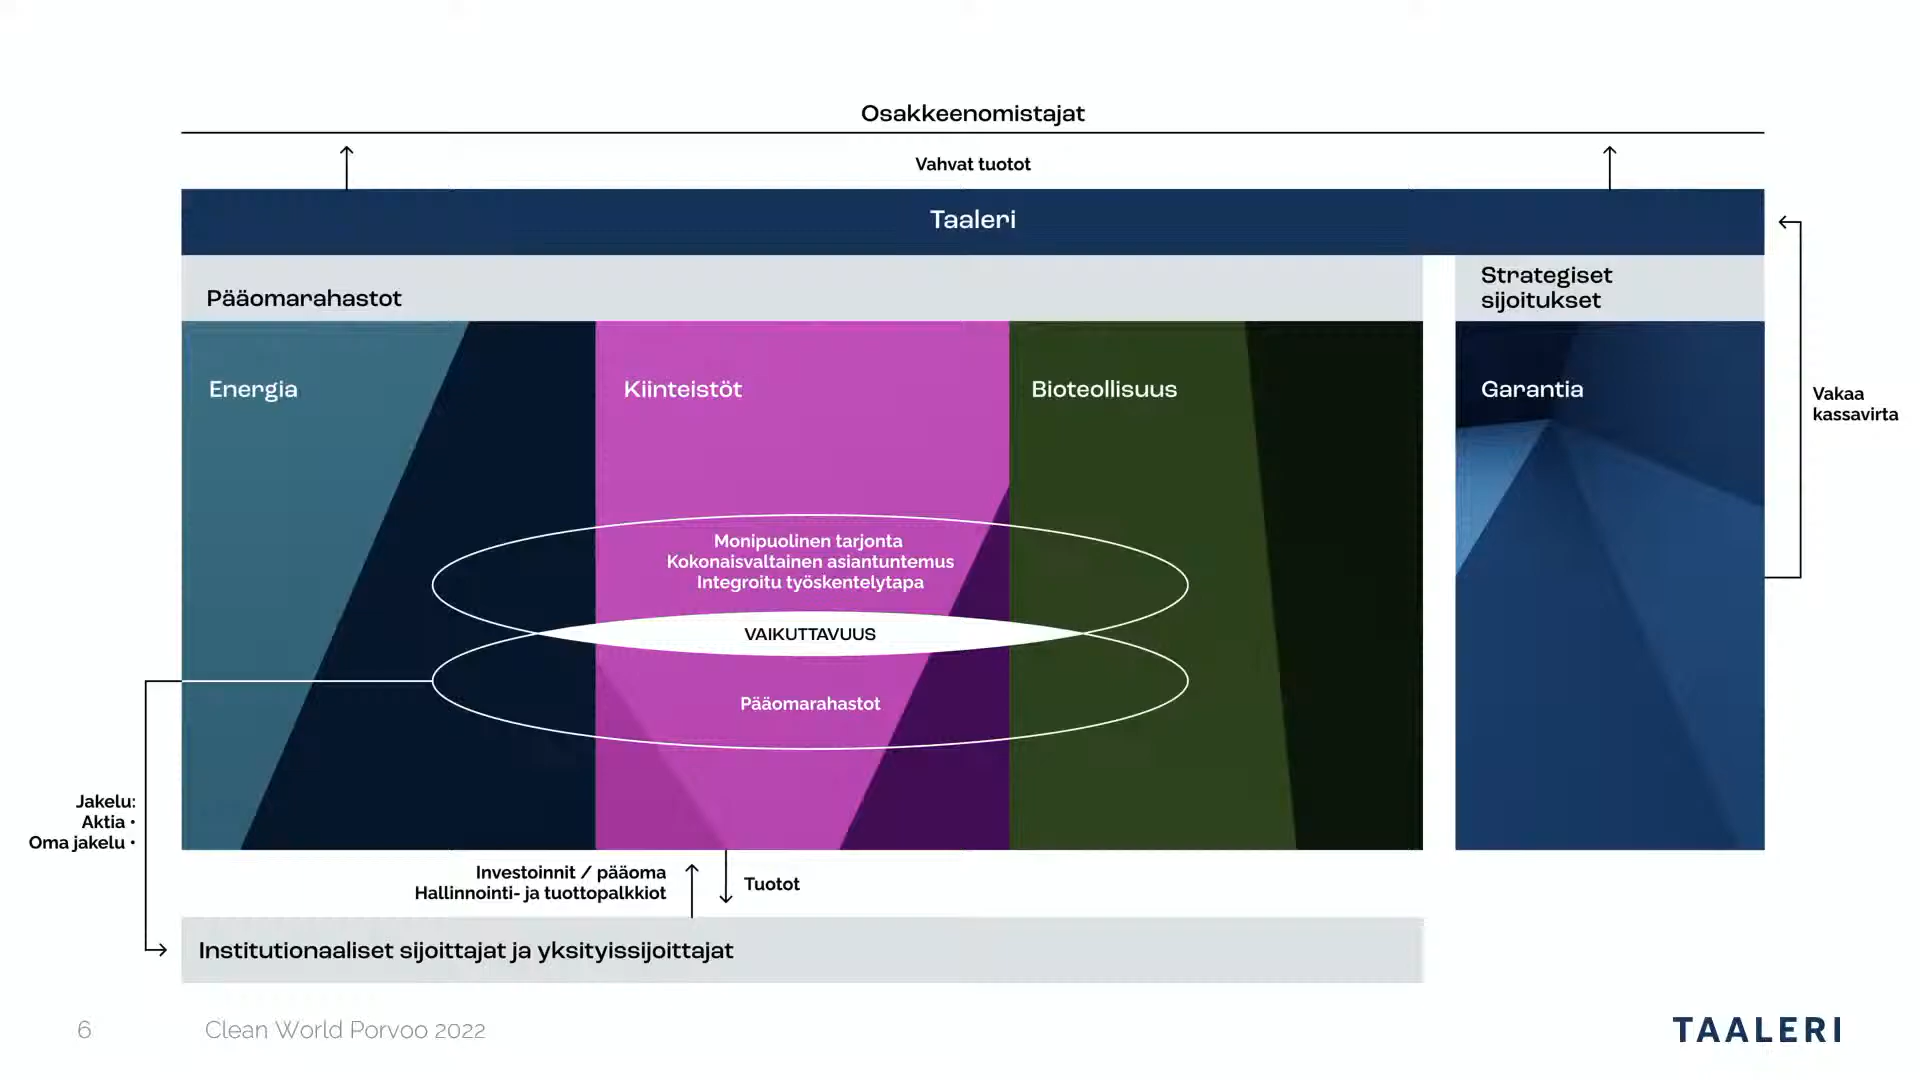 Osakkeenomistajat
Vahvat tuotot
Taaleri
Pääomarahastot
Strategiset
sijoitukset
Energia
Kiinteistöt
Bioteollisuus
Garantia
Vakaa
kassavirta
Monipuolinen tarjonta
Kokonaisvaltainen asiantuntemus
Integroitu työskentelytapa
VAIKUTTAVUUS
Pääomarahastot
Jakelu:
Aktia •
Oma jakelu •
Investoinnit / pääoma
Hallinnointi- ja tuottopalkkiot
Tuotot
Institutionaaliset sijoittajat ja yksityissijoittajat
6
Clean World Porvoo 2022
TAALERI